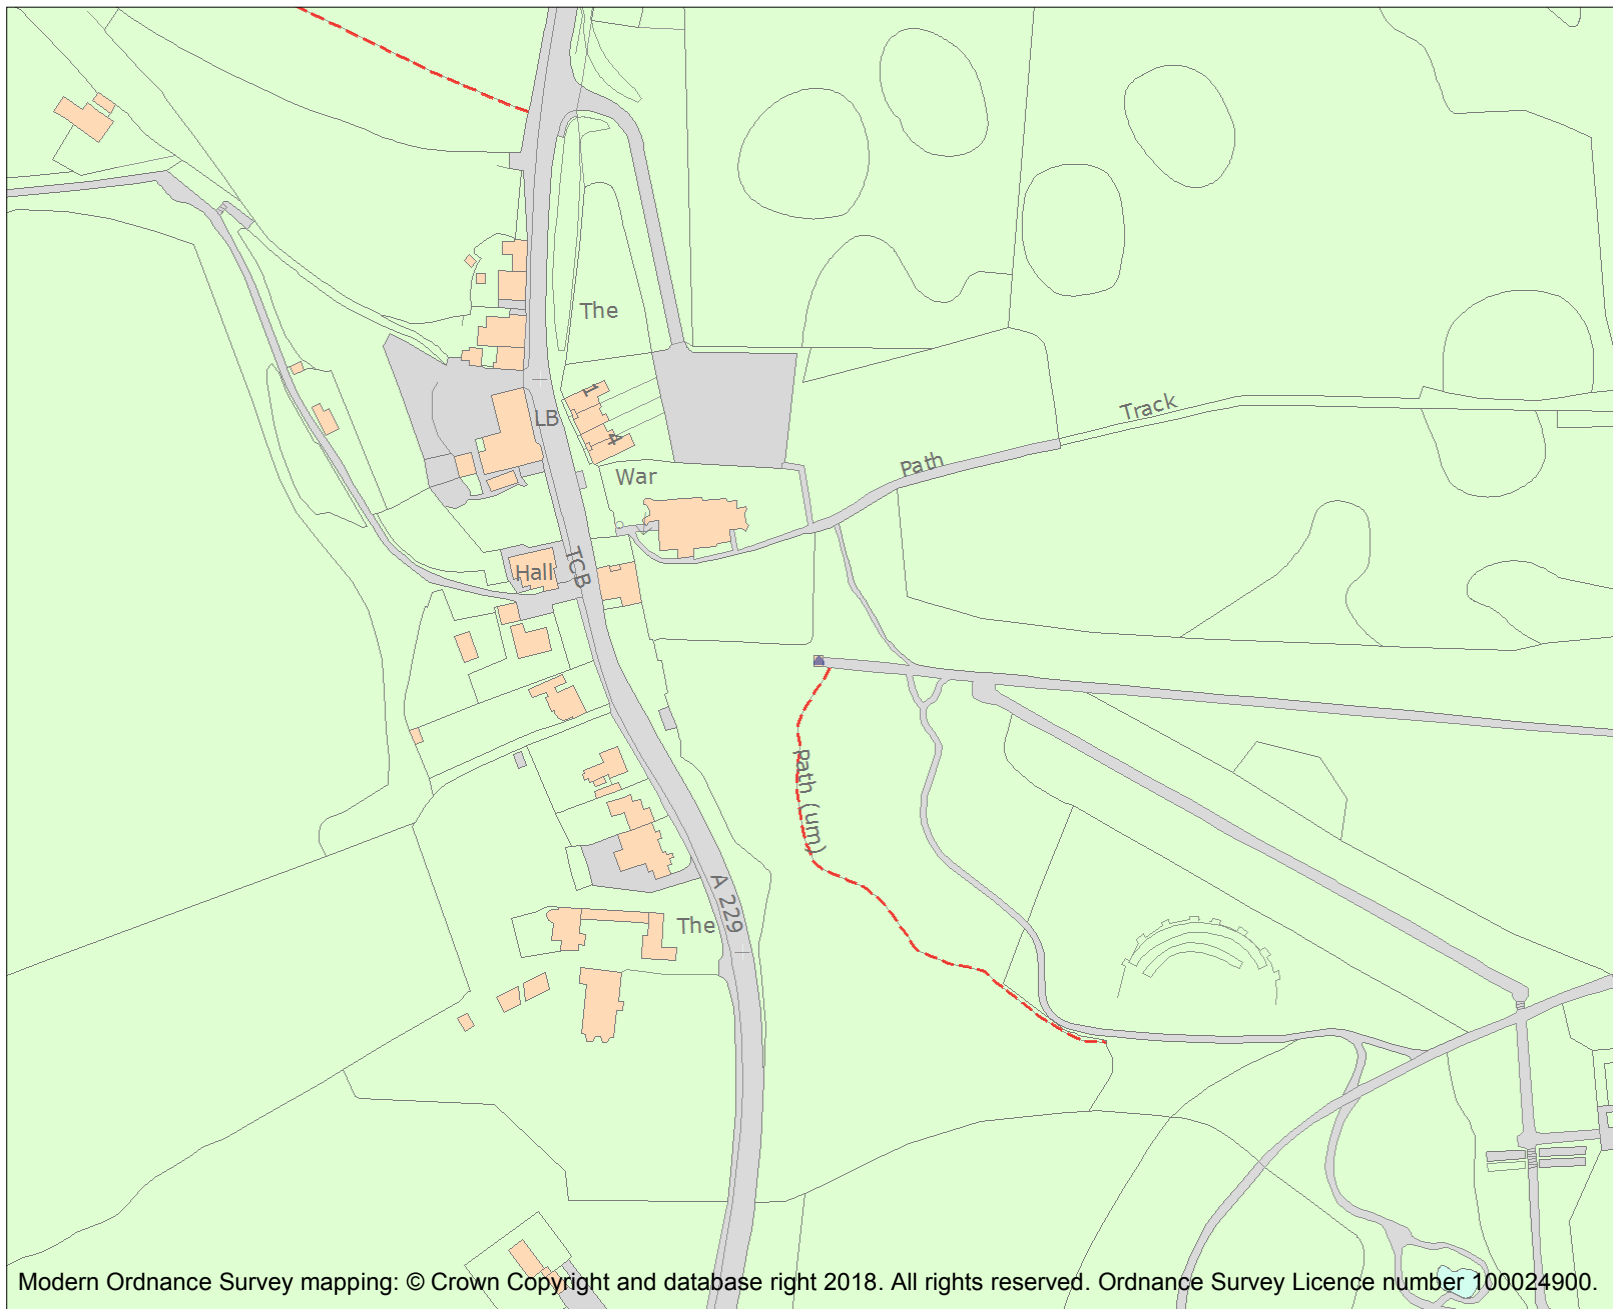 The
1
LB
4
Track
Path
War
TCB
Hall
Path (um)
A 229
The
Modern Ordnance Survey mapping: © Crown Copyright and database right 2018. All rights reserved. Ordnance Survey Licence number 100024900.